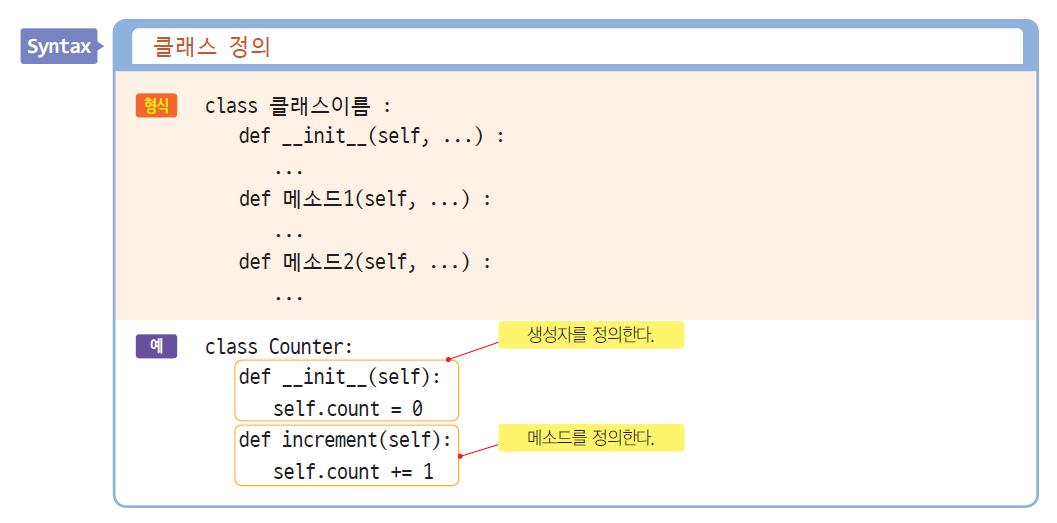 Syntax
클래스 정의
형식
class 클래스이름 :
def __init__(self, ...) :
...
def 메소드1(self, ...) :
...
def 메소드2(self, ...) :
...
예
class Counter:
생성자를 정의한다.
def __init__(self):
self.count = 0
def increment(self):
메소드를 정의한다.
self.count += 1